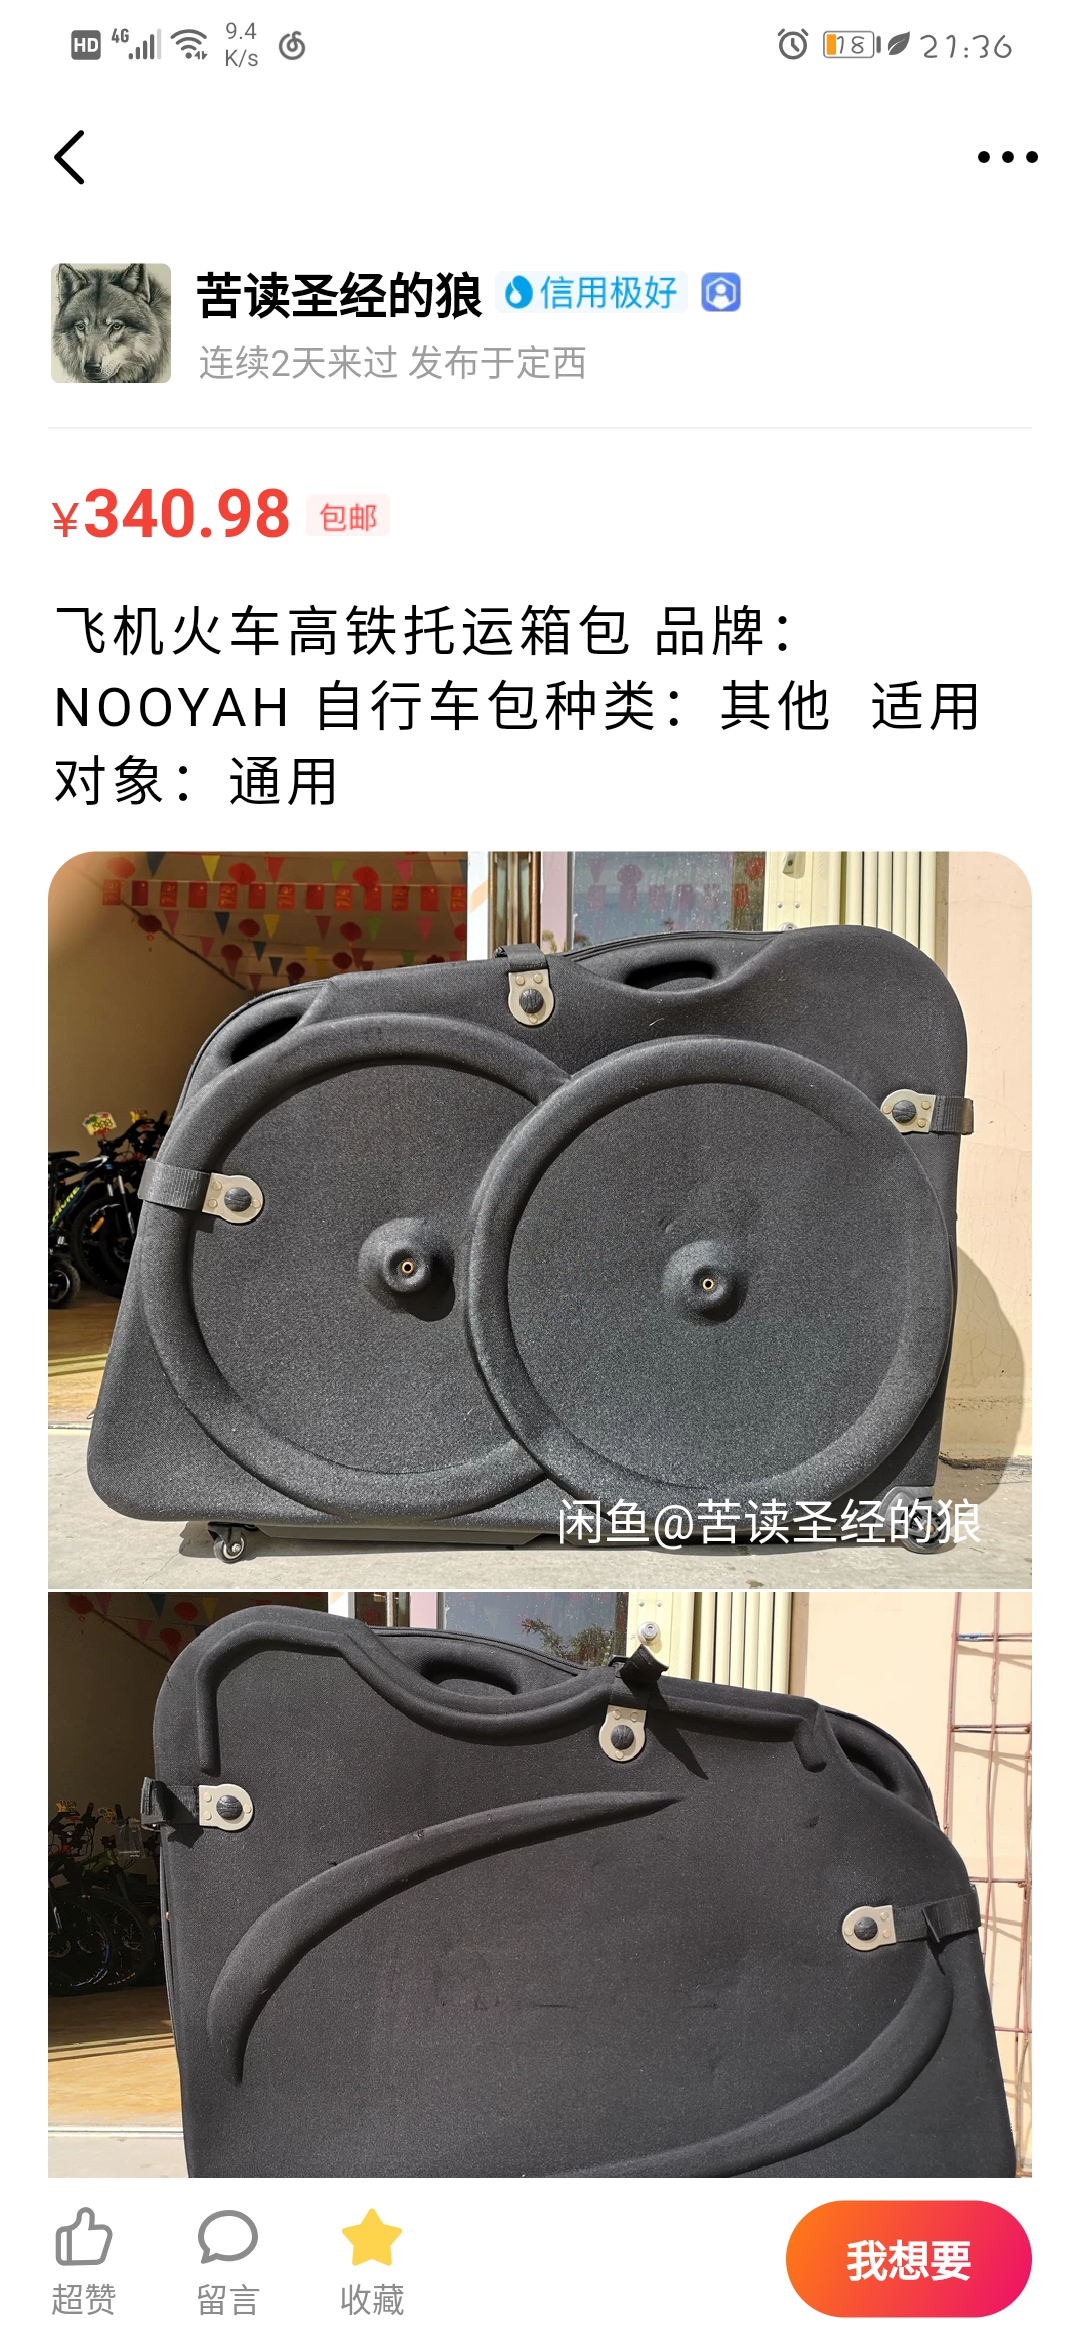 HD 4G 9.4 K/s 18 21:36
苦读圣经的狼 信用极好
连续2天来过 发布于定西
¥340.98 包邮
飞机火车高铁托运箱包 品牌：
NOOYAH 自行车包种类：其他 适用
对象：通用
闲鱼@苦读圣经的狼
超赞 留言 收藏 我想要